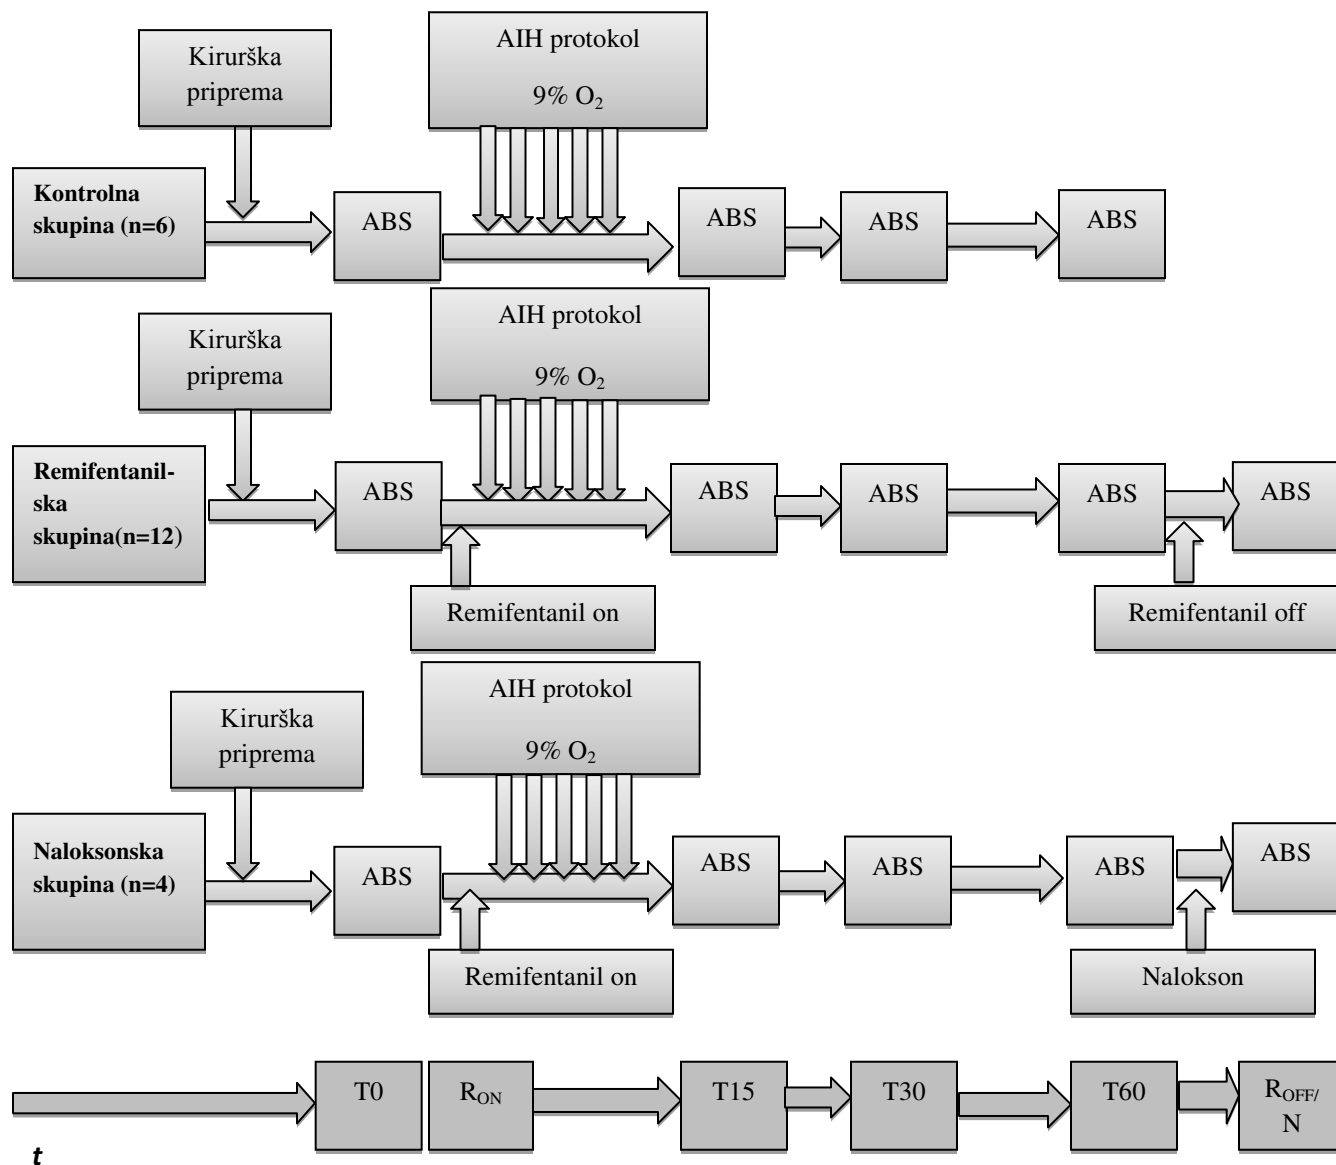 Kirurška
priprema
AIH protokol
9% O₂
Kontrolna
skupina (n=6)
ABS
ABS
ABS
ABS
Kirurška
priprema
AIH protokol
9% O₂
Remifentanil-
ska
skupina(n=12)
ABS
ABS
ABS
ABS
ABS
Remifentanil on
Remifentanil off
Kirurška
priprema
AIH protokol
9% O₂
Naloksonska
skupina (n=4)
ABS
ABS
ABS
ABS
ABS
Remifentanil on
Nalokson
T0
R_ON
T15
T30
T60
R_OFF/
N
t